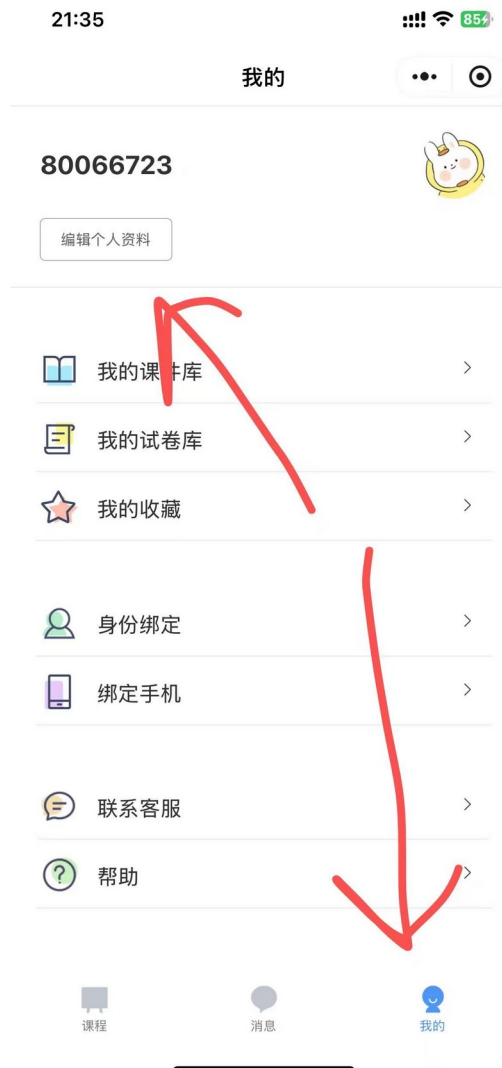 21:35
85
我的
80066723
编辑个人资料
我的课件库
我的试卷库
我的收藏
身份绑定
绑定手机
联系客服
帮助
课程
消息
我的